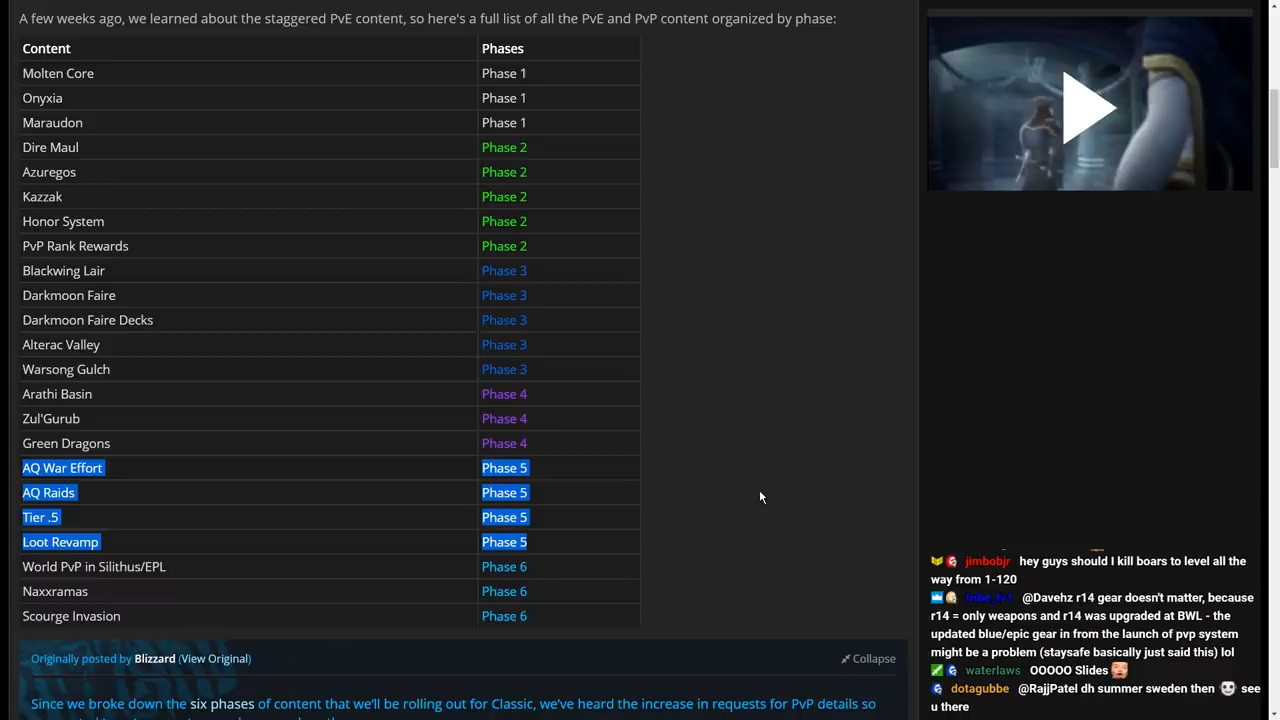 A few weeks ago, we learned about the staggered PvE content, so here's a full list of all the PvE and PvP content organized by phase:
Content Phases
Molten Core Phase 1
Onyxia Phase 1
Maraudon Phase 1
Dire Maul Phase 2
Azuregos Phase 2
Kazzak Phase 2
Honor System Phase 2
PvP Rank Rewards Phase 2
Blackwing Lair Phase 3
Darkmoon Faire Phase 3
Darkmoon Faire Decks Phase 3
Alterac Valley Phase 3
Warsong Gulch Phase 3
Arathi Basin Phase 4
Zul'Gurub Phase 4
Green Dragons Phase 4
AQ War Effort Phase 5
AQ Raids Phase 5
Tier .5 Phase 5
Loot Revamp Phase 5
World PvP in Silithus/EPL Phase 6
Naxxramas Phase 6
Scourge Invasion Phase 6
Originally posted by Blizzard (View Original) Collapse
Since we broke down the six phases of content that we'll be rolling out for Classic, we've heard the increase in requests for PvP details so
jimbobjr hey guys should I kill boars to level all the
way from 1-120
@Davehz r14 gear doesn't matter, because
r14 = only weapons and r14 was upgraded at BWL - the
updated blue/epic gear in from the launch of pvp system
might be a problem (staysafe basically just said this) lol
waterlaws OOOOO Slides
dotagubbe @RajjPatel dh summer sweden then see
u there